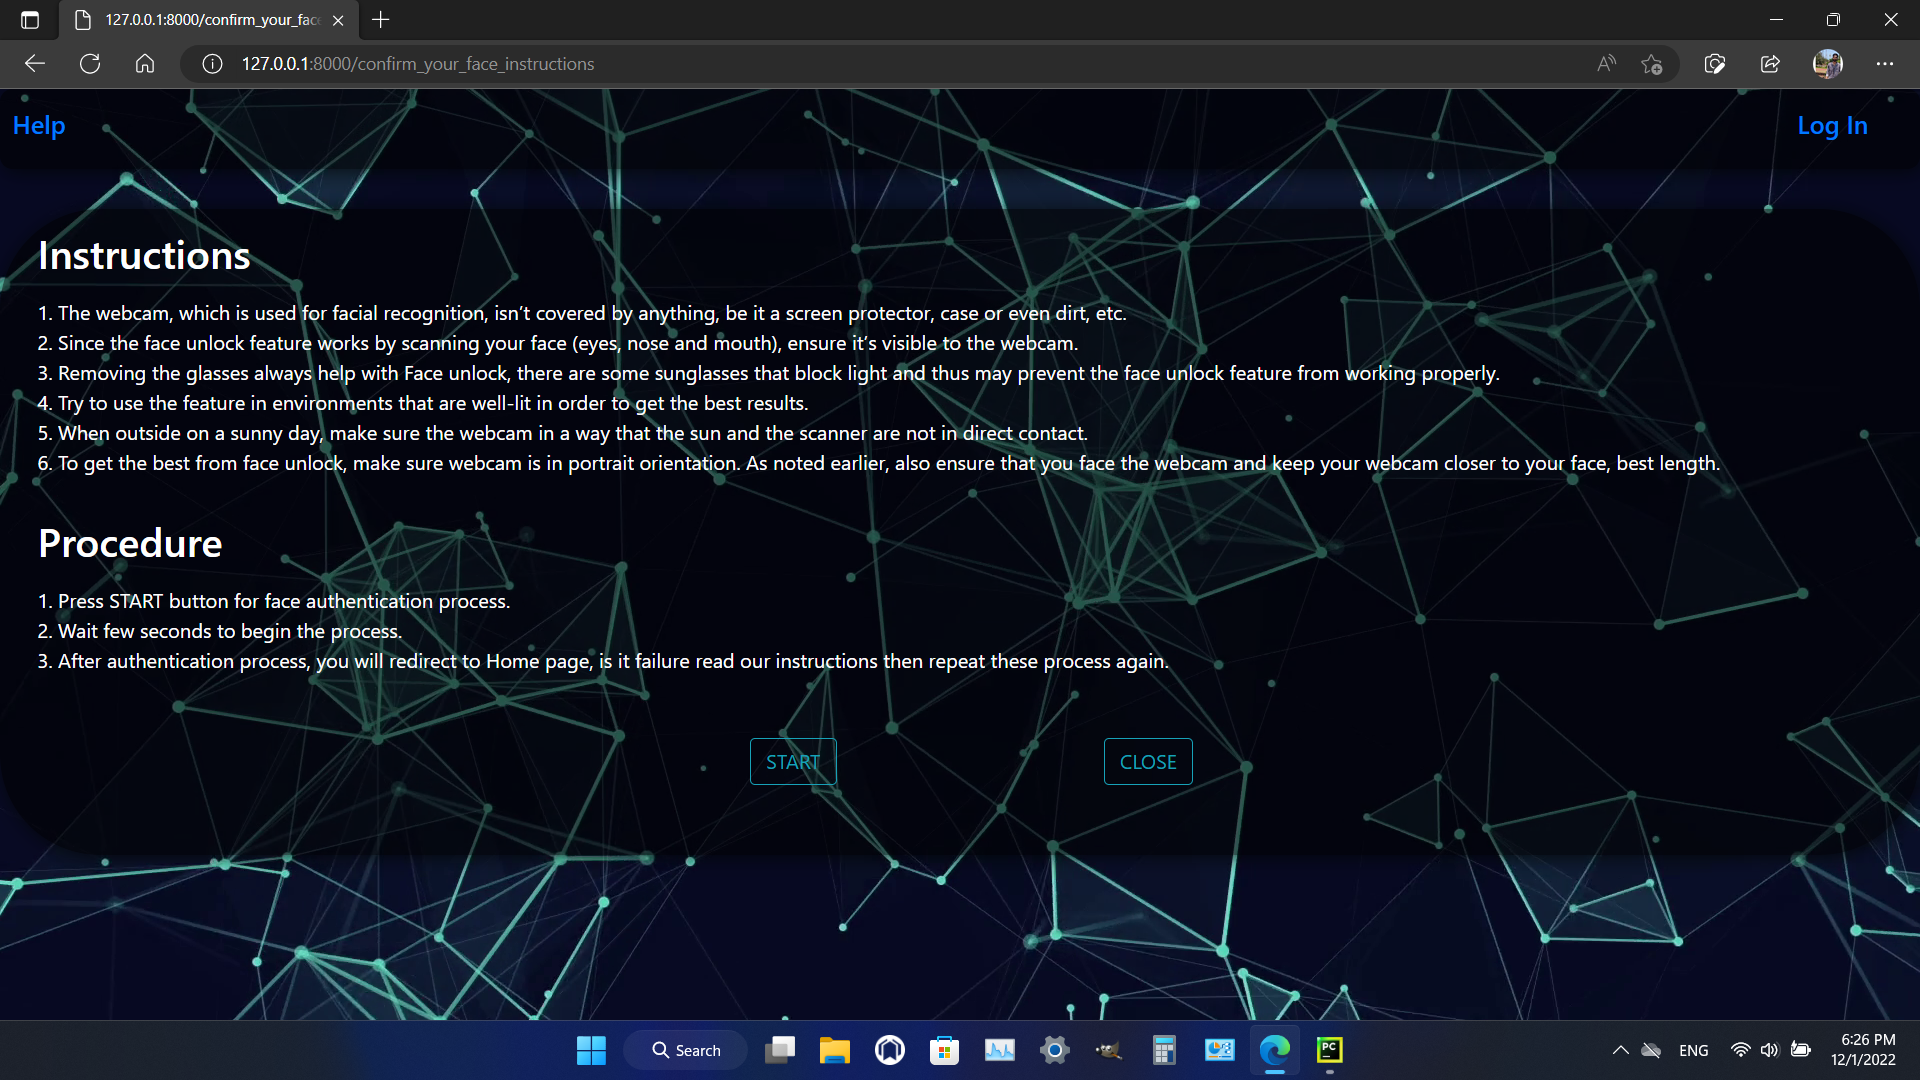 127.0.0.1:8000/confirm_your_fac
127.0.0.1:8000/confirm_your_face_instructions
Help
Log In
Instructions
1. The webcam, which is used for facial recognition, isn’t covered by anything, be it a screen protector, case or even dirt, etc.
2. Since the face unlock feature works by scanning your face (eyes, nose and mouth), ensure it’s visible to the webcam.
3. Removing the glasses always help with Face unlock, there are some sunglasses that block light and thus may prevent the face unlock feature from working properly.
4. Try to use the feature in environments that are well-lit in order to get the best results.
5. When outside on a sunny day, make sure the webcam in a way that the sun and the scanner are not in direct contact.
6. To get the best from face unlock, make sure webcam is in portrait orientation. As noted earlier, also ensure that you face the webcam and keep your webcam closer to your face, best length.
Procedure
1. Press START button for face authentication process.
2. Wait few seconds to begin the process.
3. After authentication process, you will redirect to Home page, is it failure read our instructions then repeat these process again.
START
CLOSE
Search
PC
ENG
6:26 PM
12/1/2022